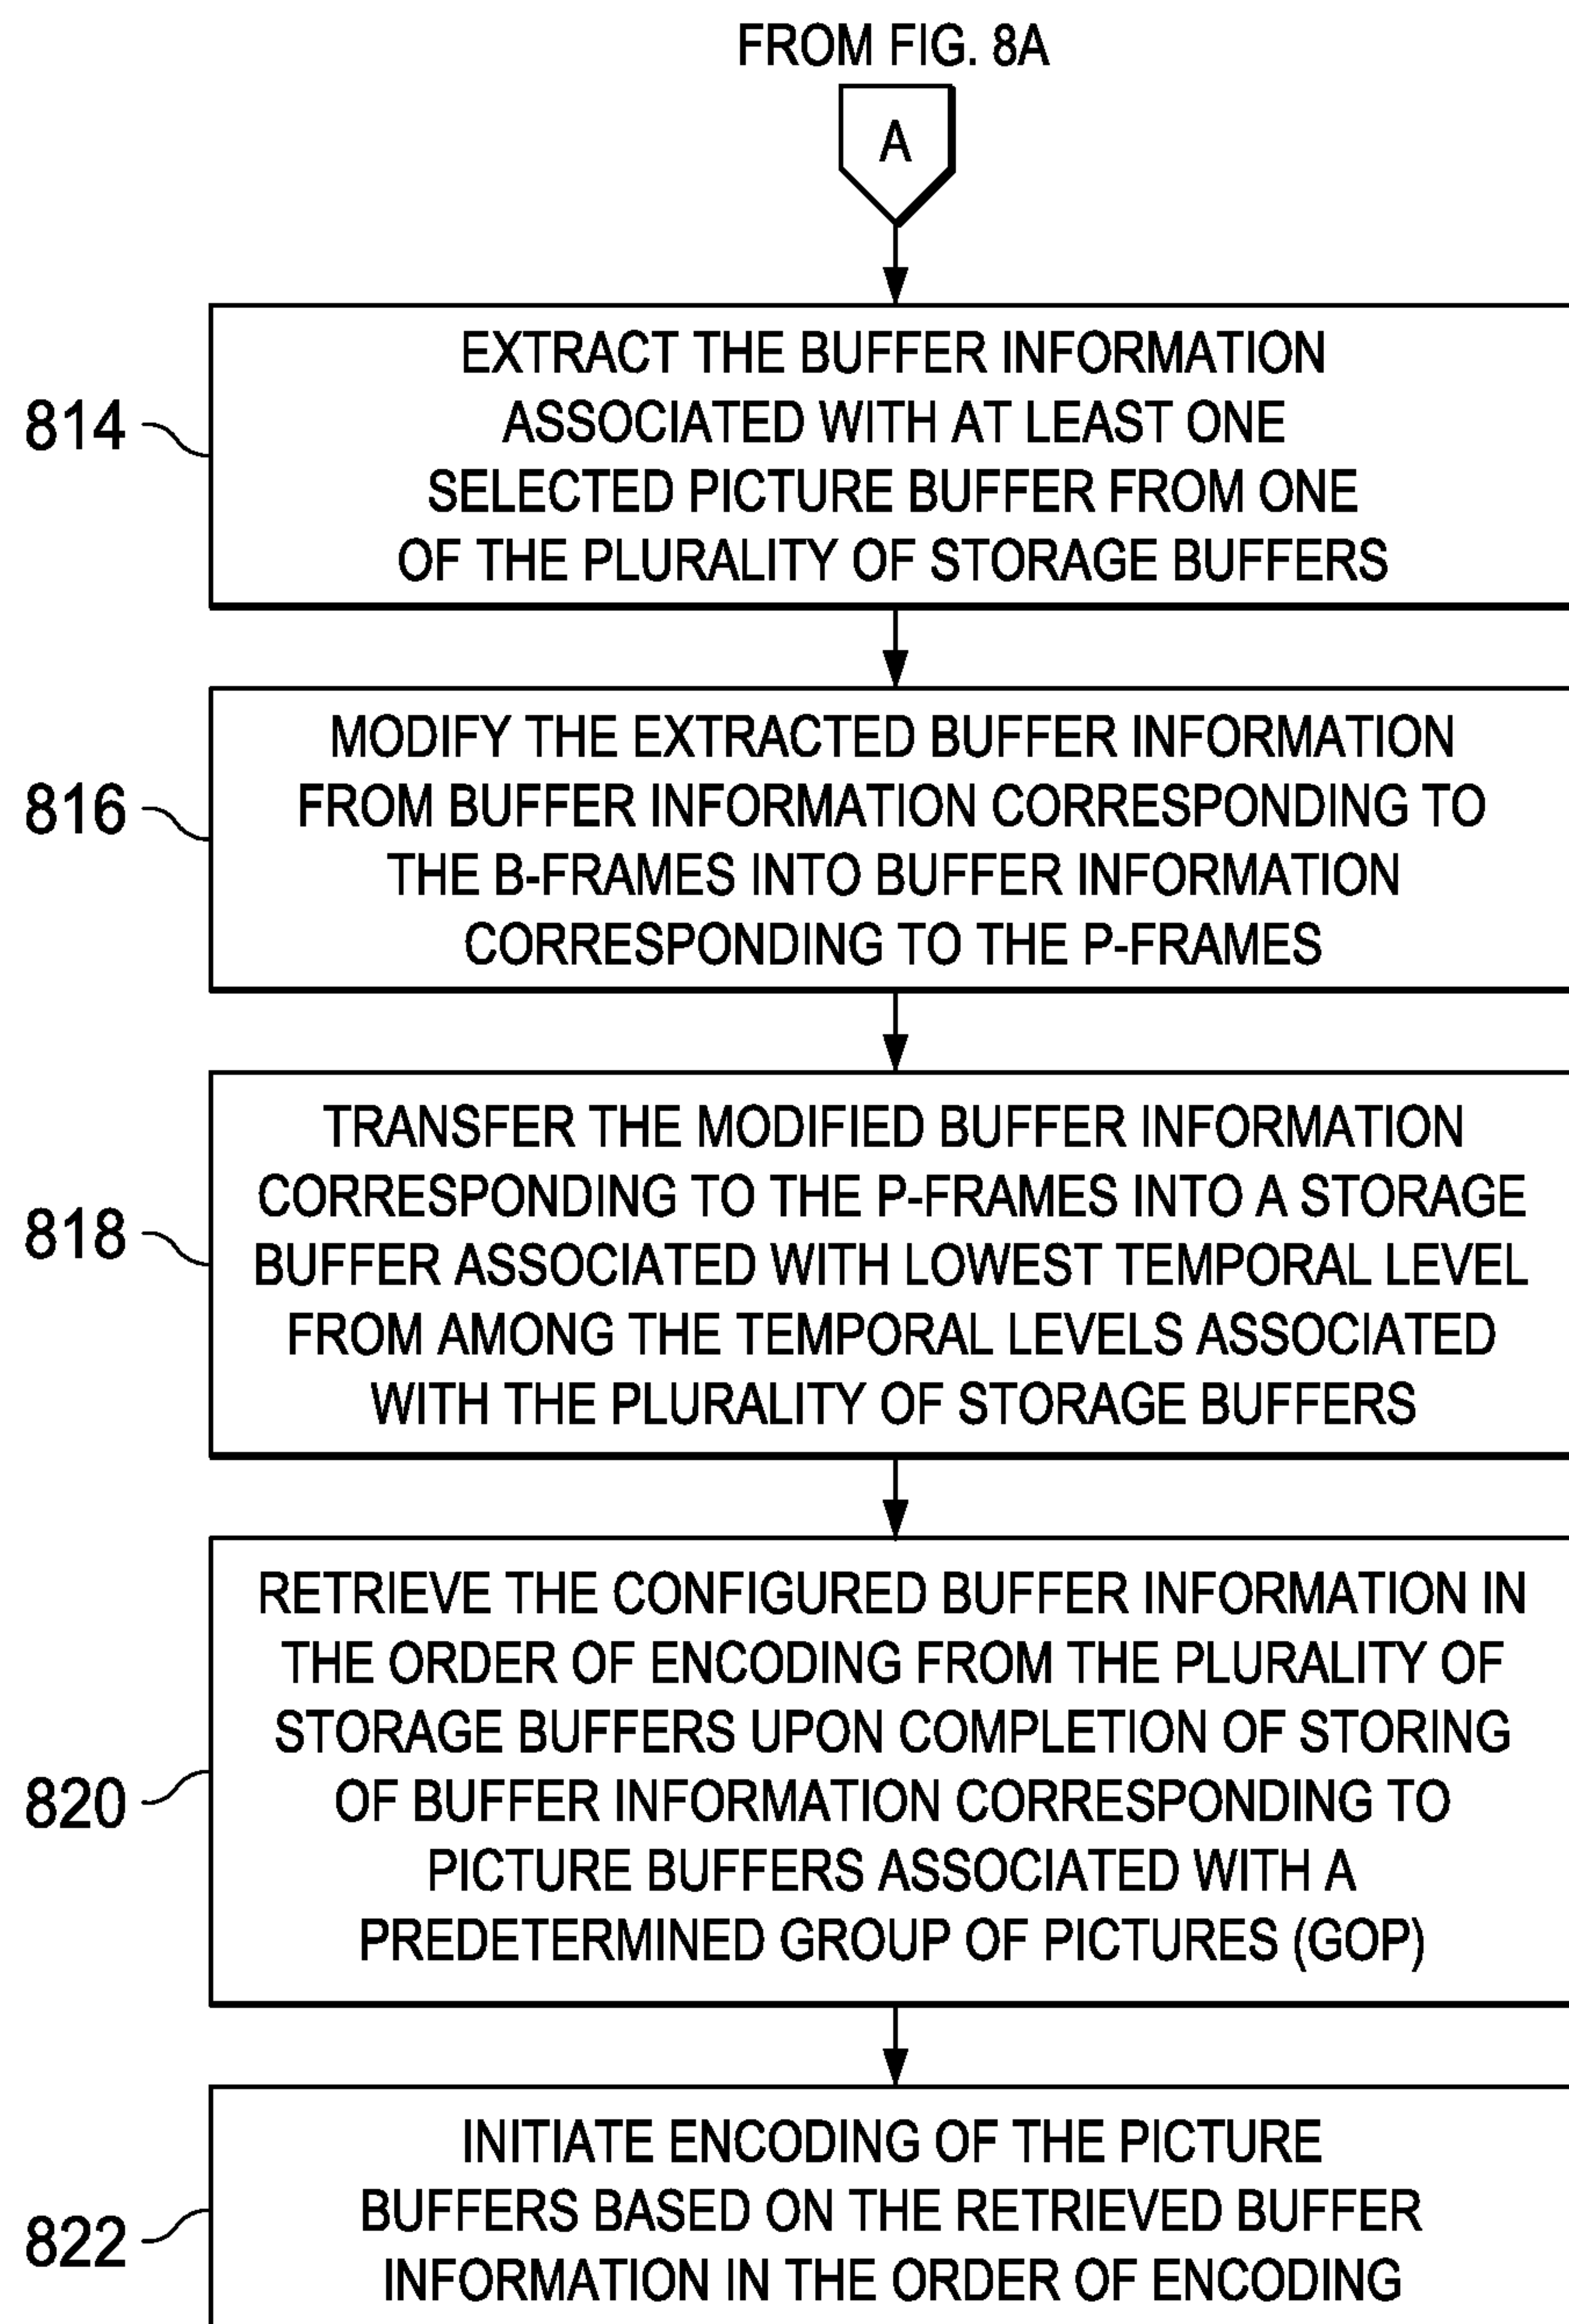 FROM FIG. 8A
A
814
EXTRACT THE BUFFER INFORMATION
ASSOCIATED WITH AT LEAST ONE
SELECTED PICTURE BUFFER FROM ONE
OF THE PLURALITY OF STORAGE BUFFERS
816
MODIFY THE EXTRACTED BUFFER INFORMATION
FROM BUFFER INFORMATION CORRESPONDING TO
THE B-FRAMES INTO BUFFER INFORMATION
CORRESPONDING TO THE P-FRAMES
818
TRANSFER THE MODIFIED BUFFER INFORMATION
CORRESPONDING TO THE P-FRAMES INTO A STORAGE
BUFFER ASSOCIATED WITH LOWEST TEMPORAL LEVEL
FROM AMONG THE TEMPORAL LEVELS ASSOCIATED
WITH THE PLURALITY OF STORAGE BUFFERS
820
RETRIEVE THE CONFIGURED BUFFER INFORMATION IN
THE ORDER OF ENCODING FROM THE PLURALITY OF
STORAGE BUFFERS UPON COMPLETION OF STORING
OF BUFFER INFORMATION CORRESPONDING TO
PICTURE BUFFERS ASSOCIATED WITH A
PREDETERMINED GROUP OF PICTURES (GOP)
822
INITIATE ENCODING OF THE PICTURE
BUFFERS BASED ON THE RETRIEVED BUFFER
INFORMATION IN THE ORDER OF ENCODING